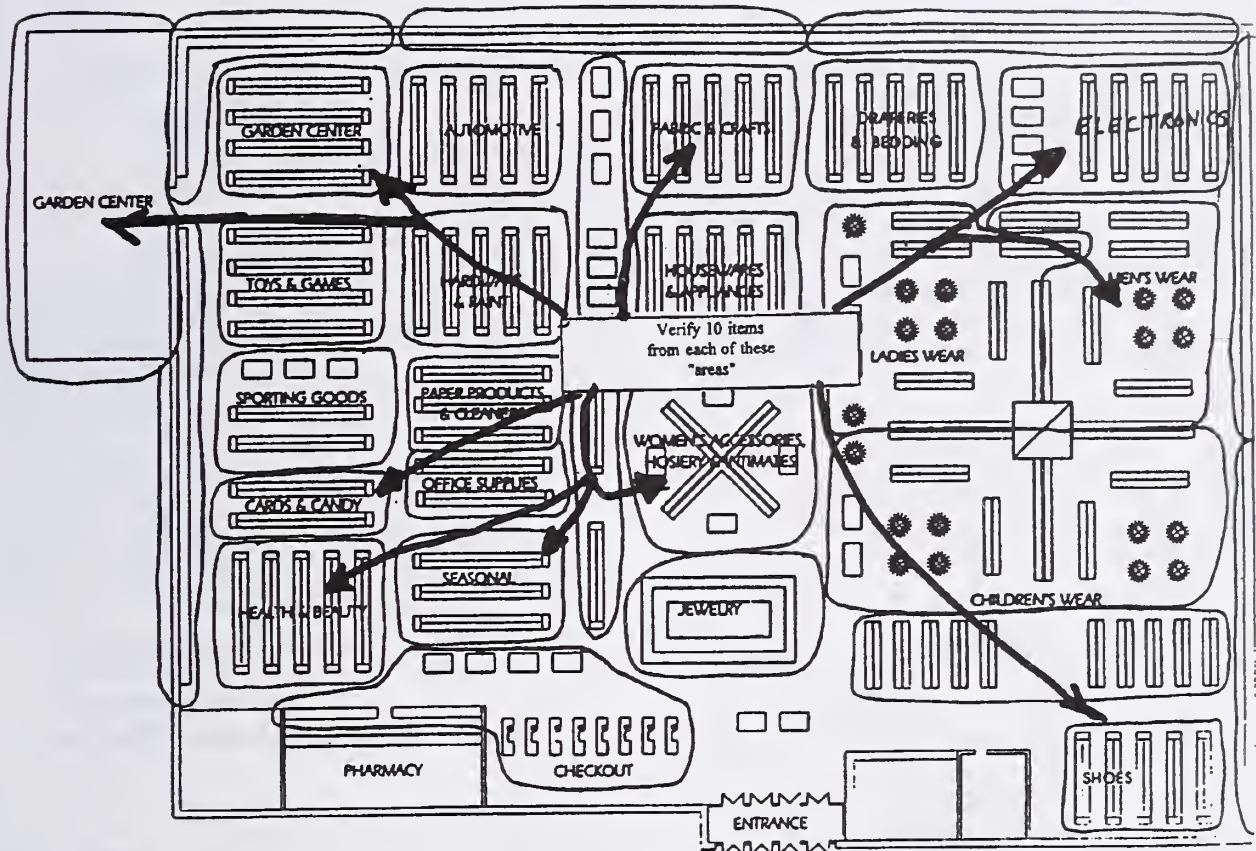 GARDEN CENTER
AUTOMOTIVE
FABRIC & CRAFTS
DRAPERIES
& BEDDING
ELECTRONICS
GARDEN CENTER
TOYS & GAMES
HARDWARE
& PAINT
HOUSEWARES
& APPLIANCES
MEN'S WEAR
Verify 10 items
from each of these
"areas"
LADIES WEAR
SPORTING GOODS
PAPER PRODUCTS
& CLEANERS
WOMEN'S ACCESSORIES,
HOSIERY & INTIMATES
OFFICE SUPPLIES
CARDS & CANDY
SEASONAL
HEALTH & BEAUTY
JEWELRY
CHILDREN'S WEAR
PHARMACY
CHECKOUT
SHOES
ENTRANCE